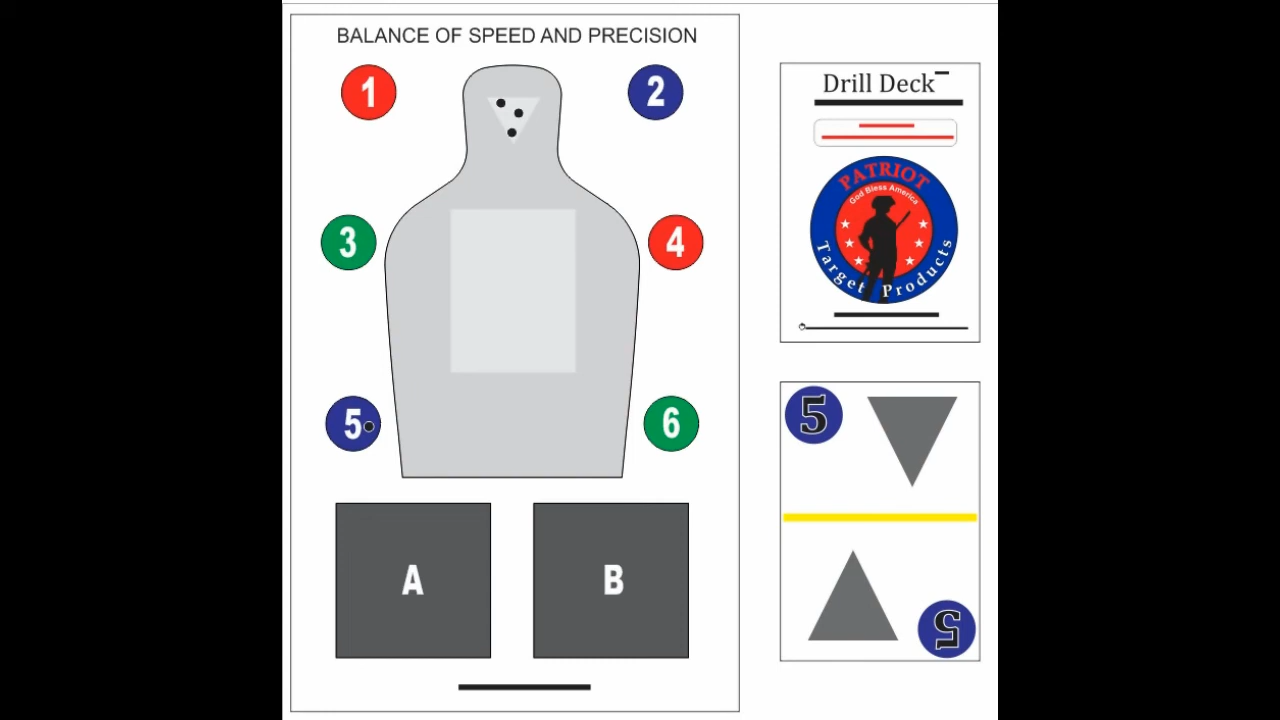 BALANCE OF SPEED AND PRECISION
1
2
3
4
5
6
A
B
Drill Deck
PATRIOT
God Bless America
Target Products
5
5